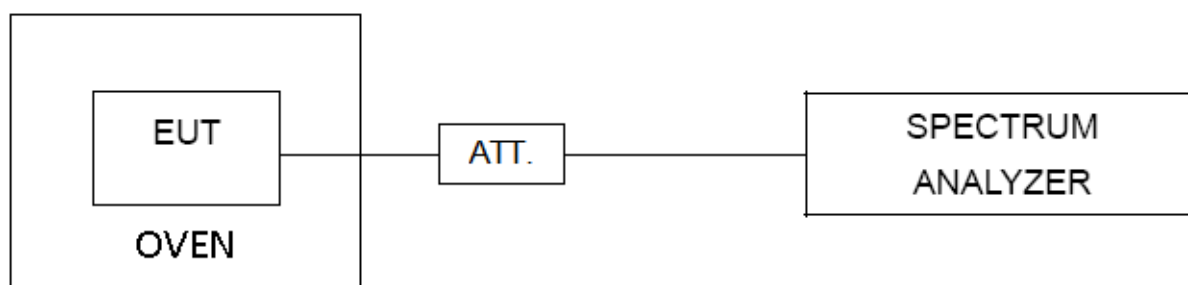 EUT
OVEN
ATT.
SPECTRUM
ANALYZER